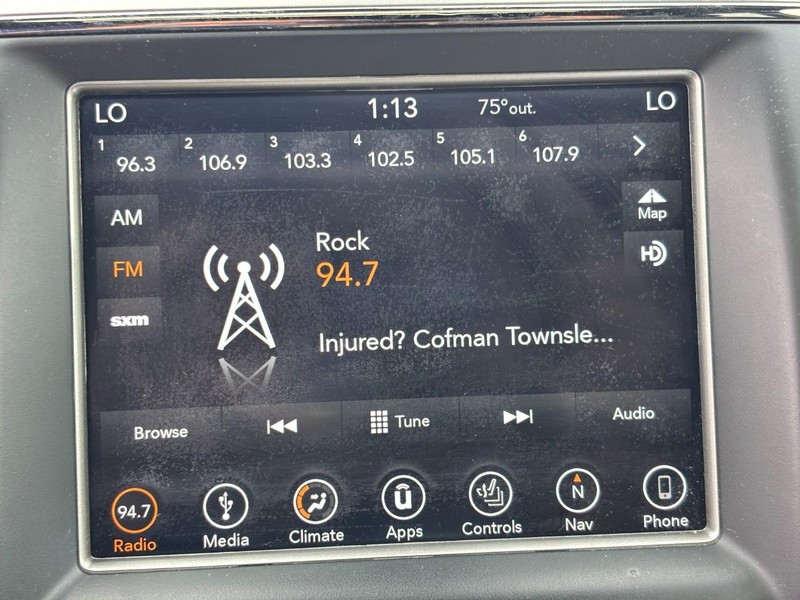 LO 1:13 75°out. LO
1 96.3 2 106.9 3 103.3 4 102.5 5 105.1 6 107.9
AM
Map
Rock
FM
94.7
HD
sxm
Injured? Cofman Townsle...
Browse Tune Audio
94.7 N
Radio Media Climate Apps Controls Nav Phone